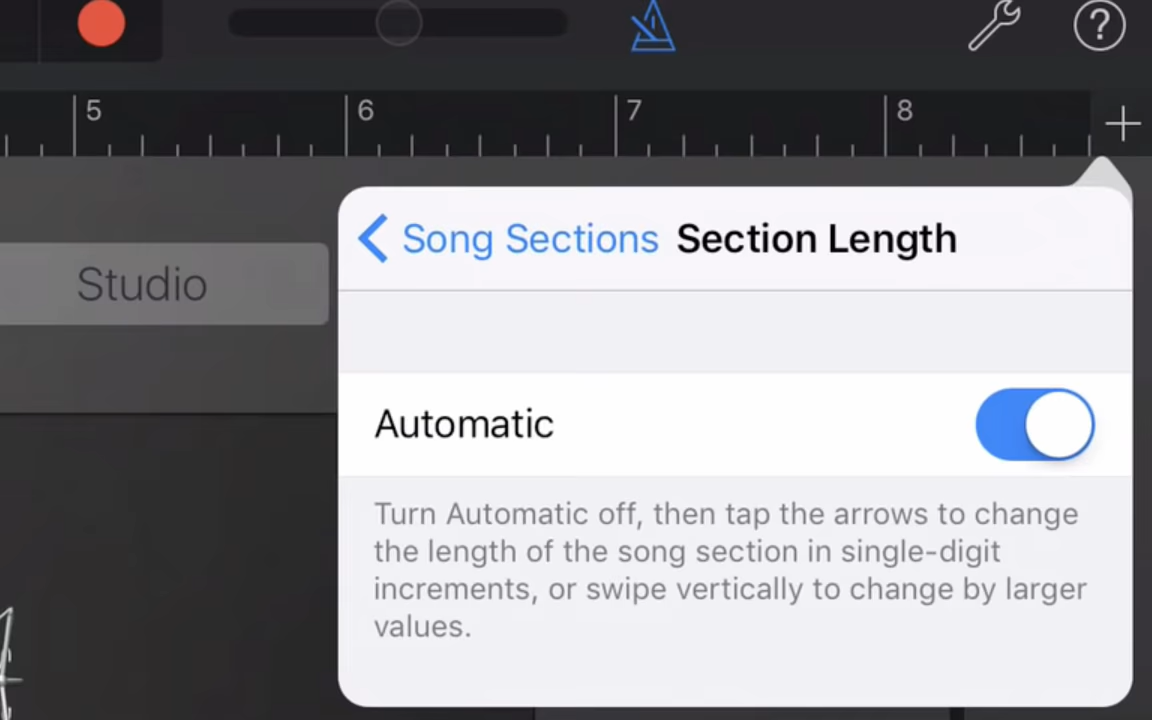 ?
5 6 7 8 +
Song Sections Section Length
Studio
Automatic
Turn Automatic off, then tap the arrows to change
the length of the song section in single-digit
increments, or swipe vertically to change by larger
values.